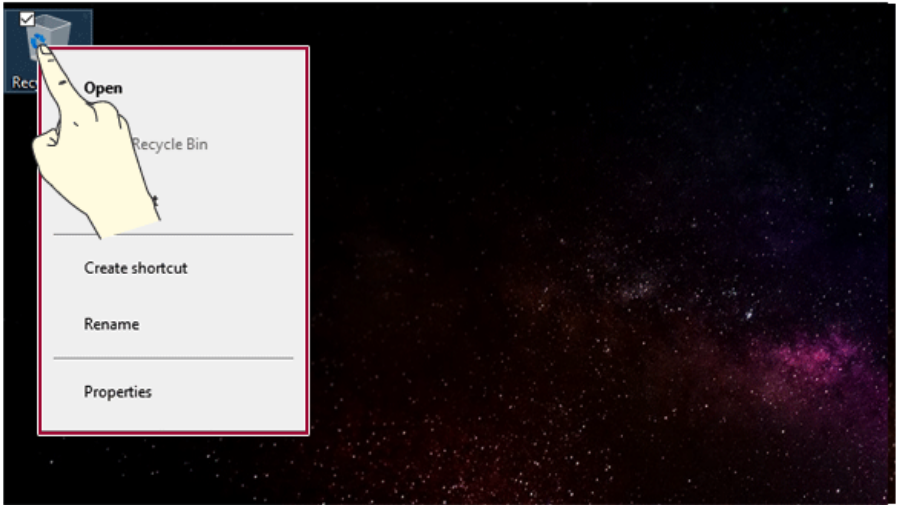 Open
Recycle Bin
Create shortcut
Rename
Properties